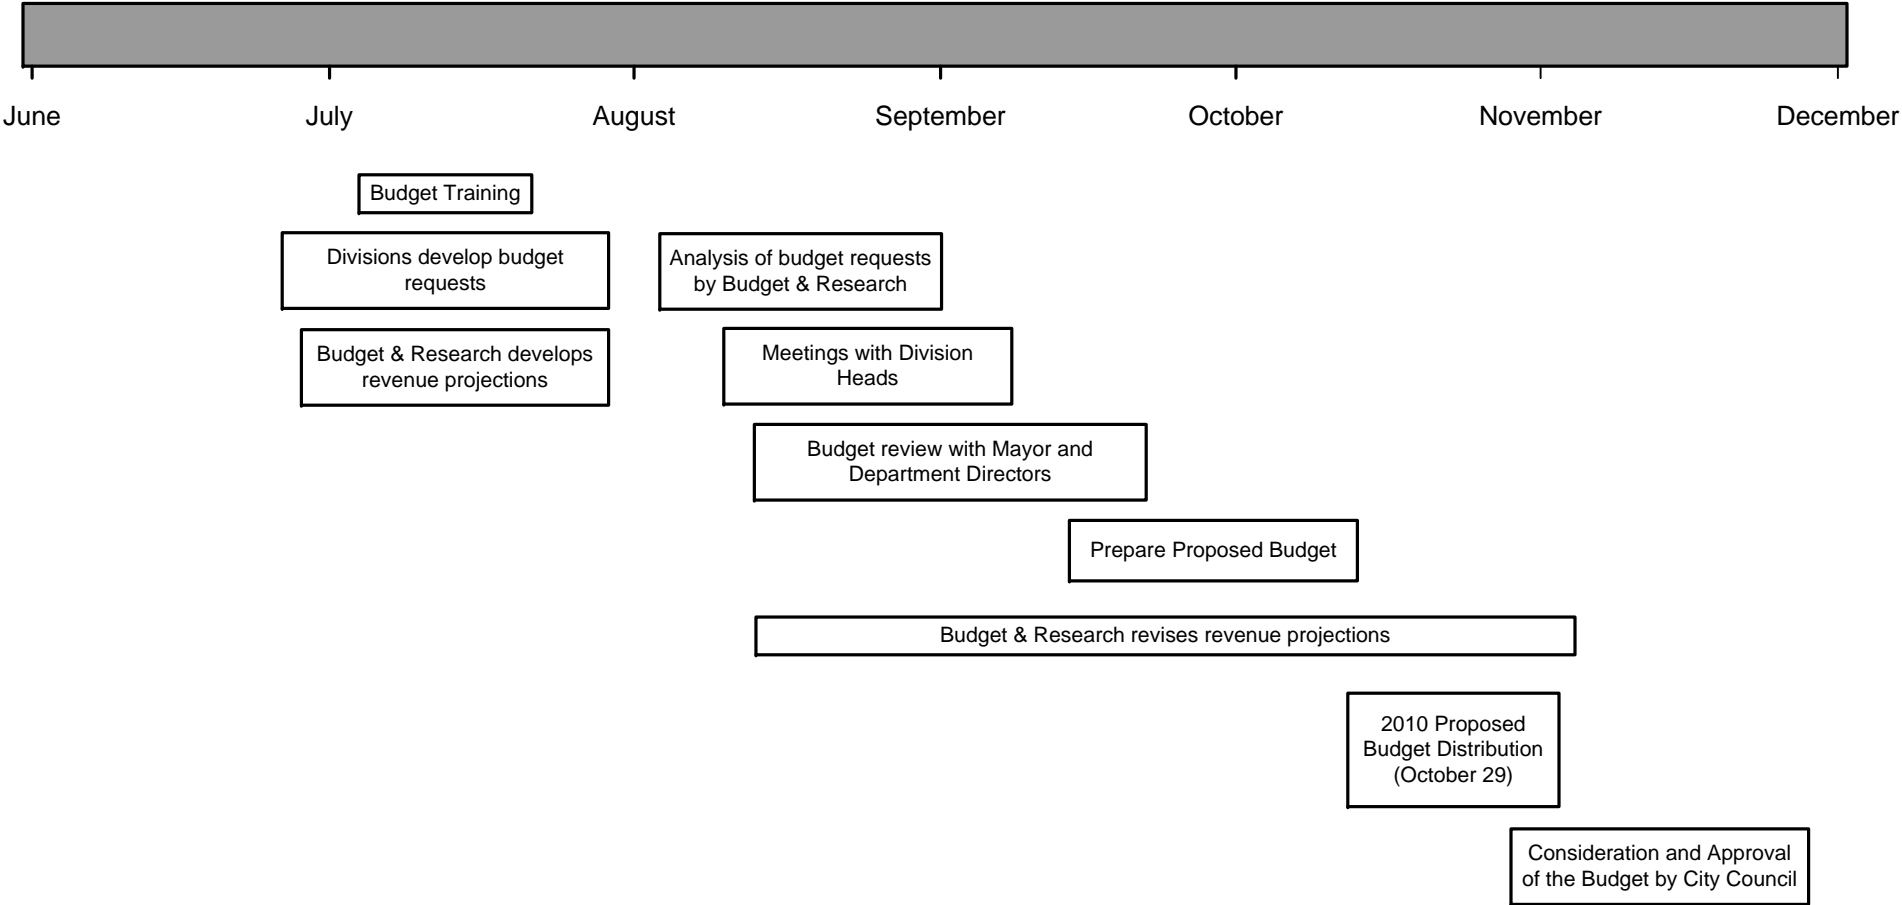 June
July
August
September
October
November
December
Budget Training
Divisions develop budget
requests
Analysis of budget requests
by Budget & Research
Budget & Research develops
revenue projections
Meetings with Division
Heads
Budget review with Mayor and
Department Directors
Prepare Proposed Budget
Budget & Research revises revenue projections
2010 Proposed
Budget Distribution
(October 29)
Consideration and Approval
of the Budget by City Council